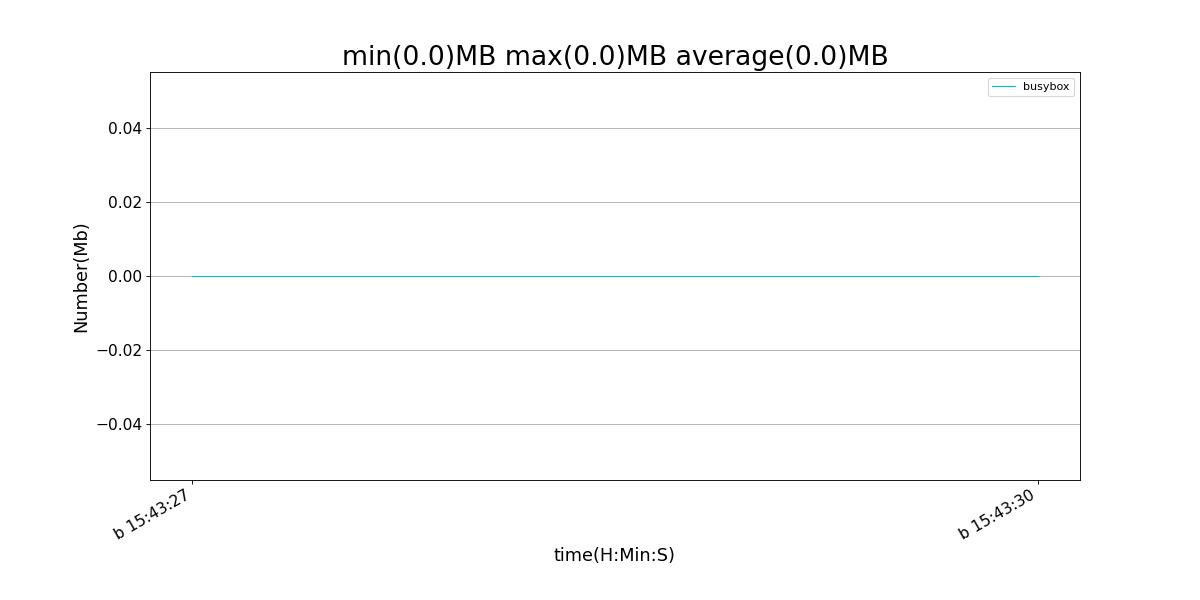 min(0.0)MB max(0.0)MB average(0.0)MB
busybox
0.04
0.02
0.00
−0.02
−0.04
Number(Mb)
b 15:43:27
b 15:43:30
time(H:Min:S)